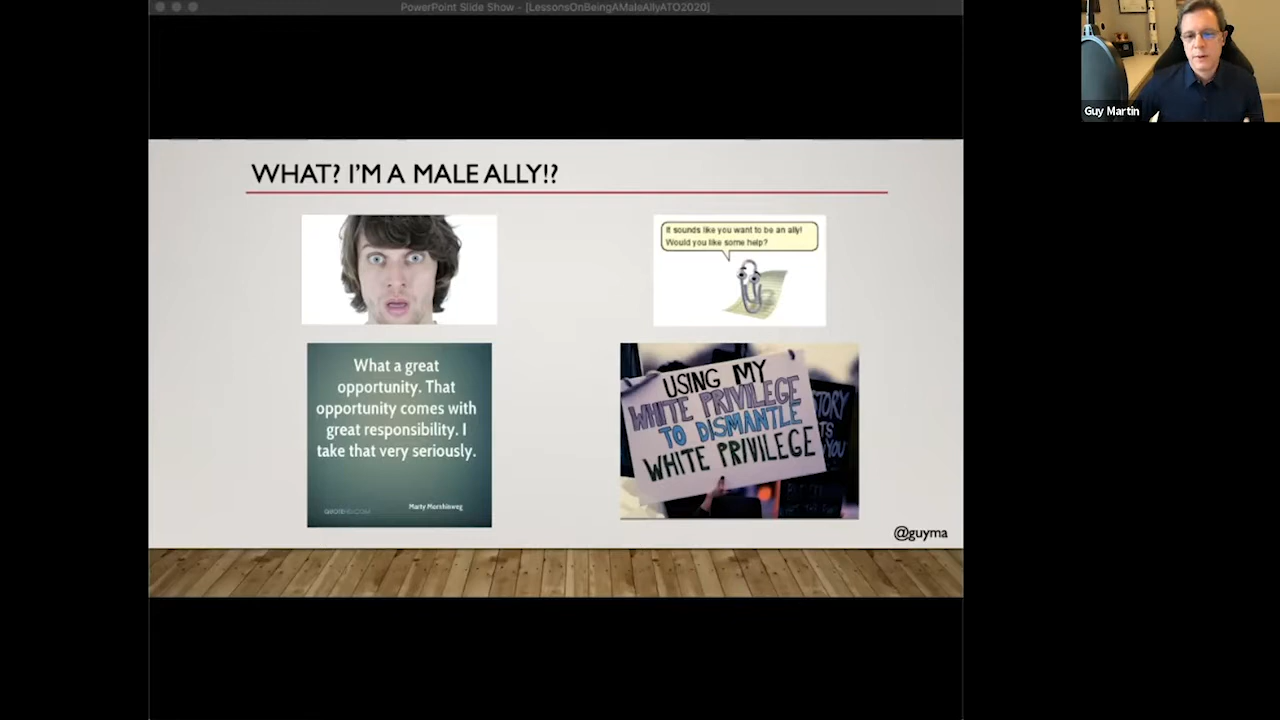 PowerPoint Slide Show - [LessonsOnBeingAMaleAllyATO2020]
Guy Martin
WHAT? I'M A MALE ALLY!?
It sounds like you want to be an ally!
Would you like some help?
What a great
opportunity. That
opportunity comes with
great responsibility. I
take that very seriously.
Marty Mornhinweg
USING MY
WHITE PRIVILEGE
TO DISMANTLE
WHITE PRIVILEGE
@guyma